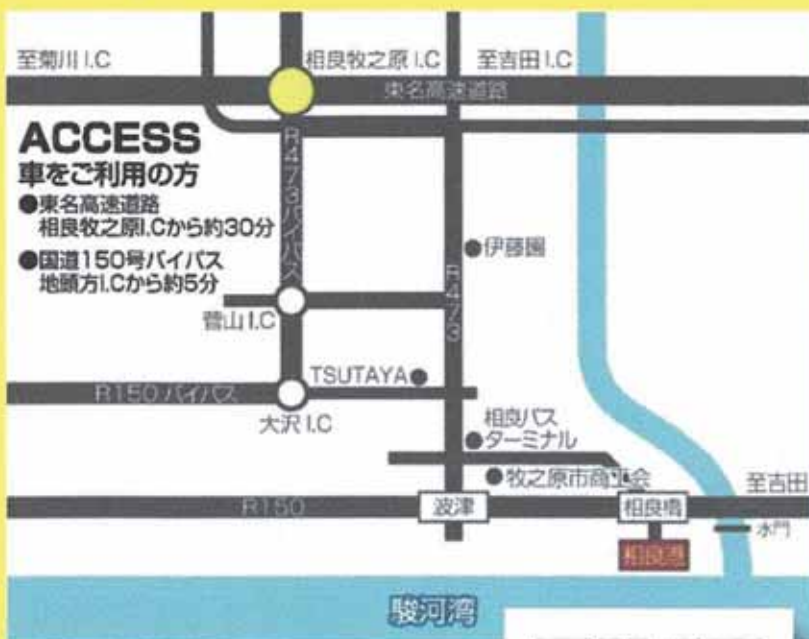 至菊川I.C
相良牧之原I.C
至吉田I.C
東名高速道路
ACCESS
車をご利用の方
●東名高速道路
相良牧之原I.Cから約30分
●国道150号バイパス
地頭方I.Cから約5分
R473バイパス
伊藤園
R473
菅山I.C
TSUTAYA
R150バイパス
大沢I.C
相良バス
ターミナル
牧之原市商工会
至吉田
R150
波津
相良橋
水門
相良港
駿河湾